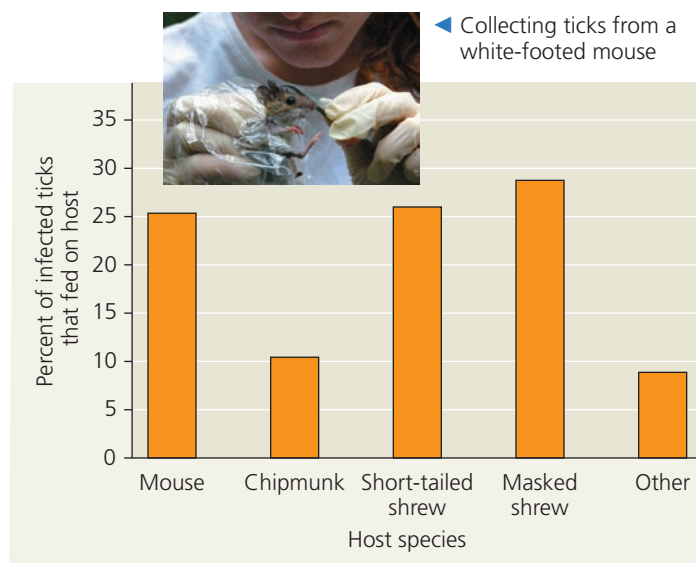 ◀ Collecting ticks from a
white-footed mouse
Percent of infected ticks
that fed on host
35
30
25
20
15
10
5
0
Mouse
Chipmunk
Short-tailed
shrew
Masked
shrew
Other
Host species